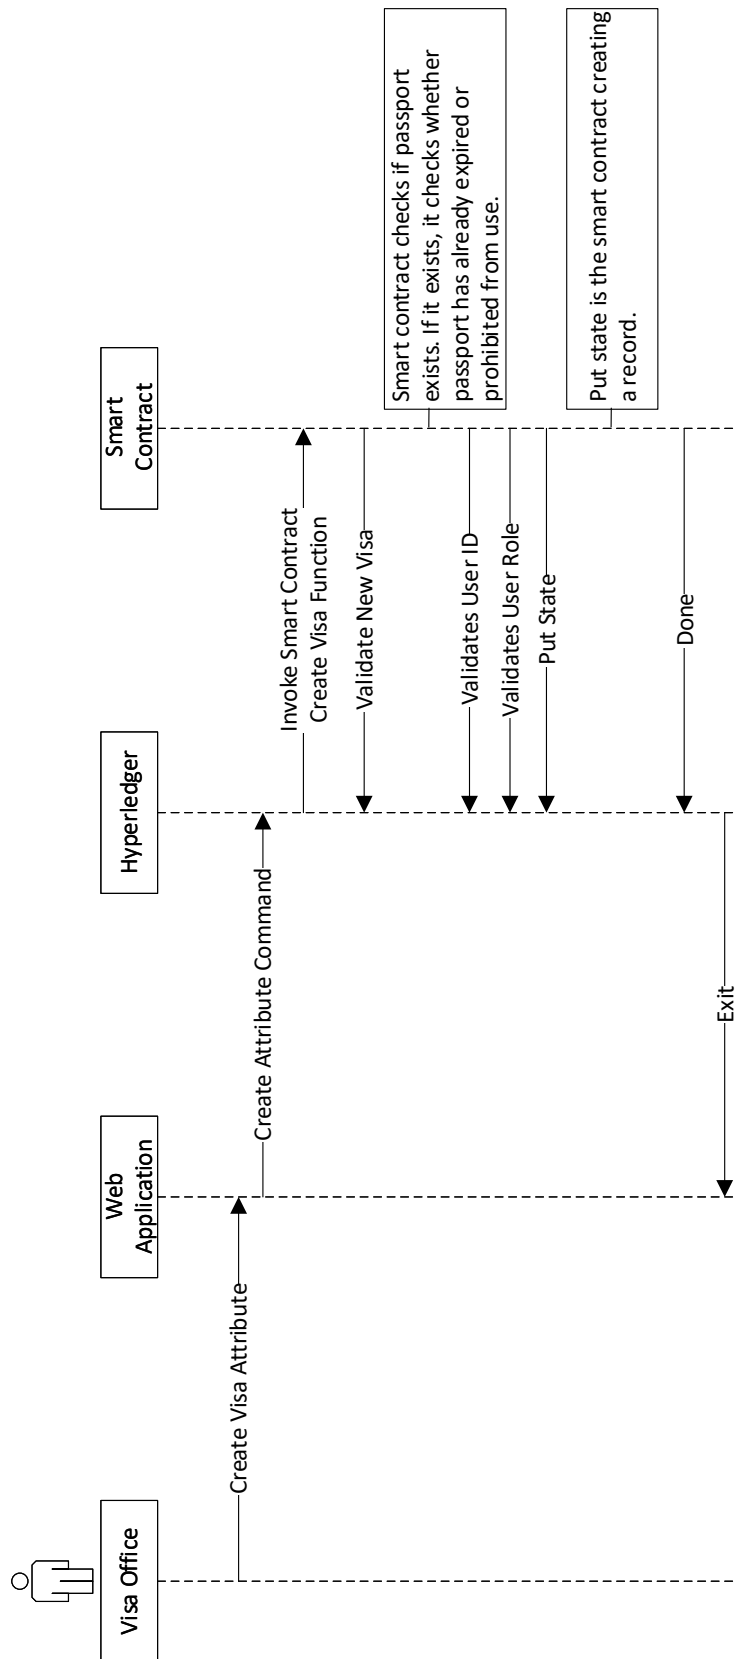 Visa Office
Web
Application
Hyperledger
Smart
Contract
Create Visa Attribute
Create Attribute Command
Invoke Smart Contract
Create Visa Function
Validate New Visa
Smart contract checks if passport
exists. If it exists, it checks whether
passport has already expired or
prohibited from use.
Validates User ID
Validates User Role
Put State
Put state is the smart contract creating
a record.
Done
Exit